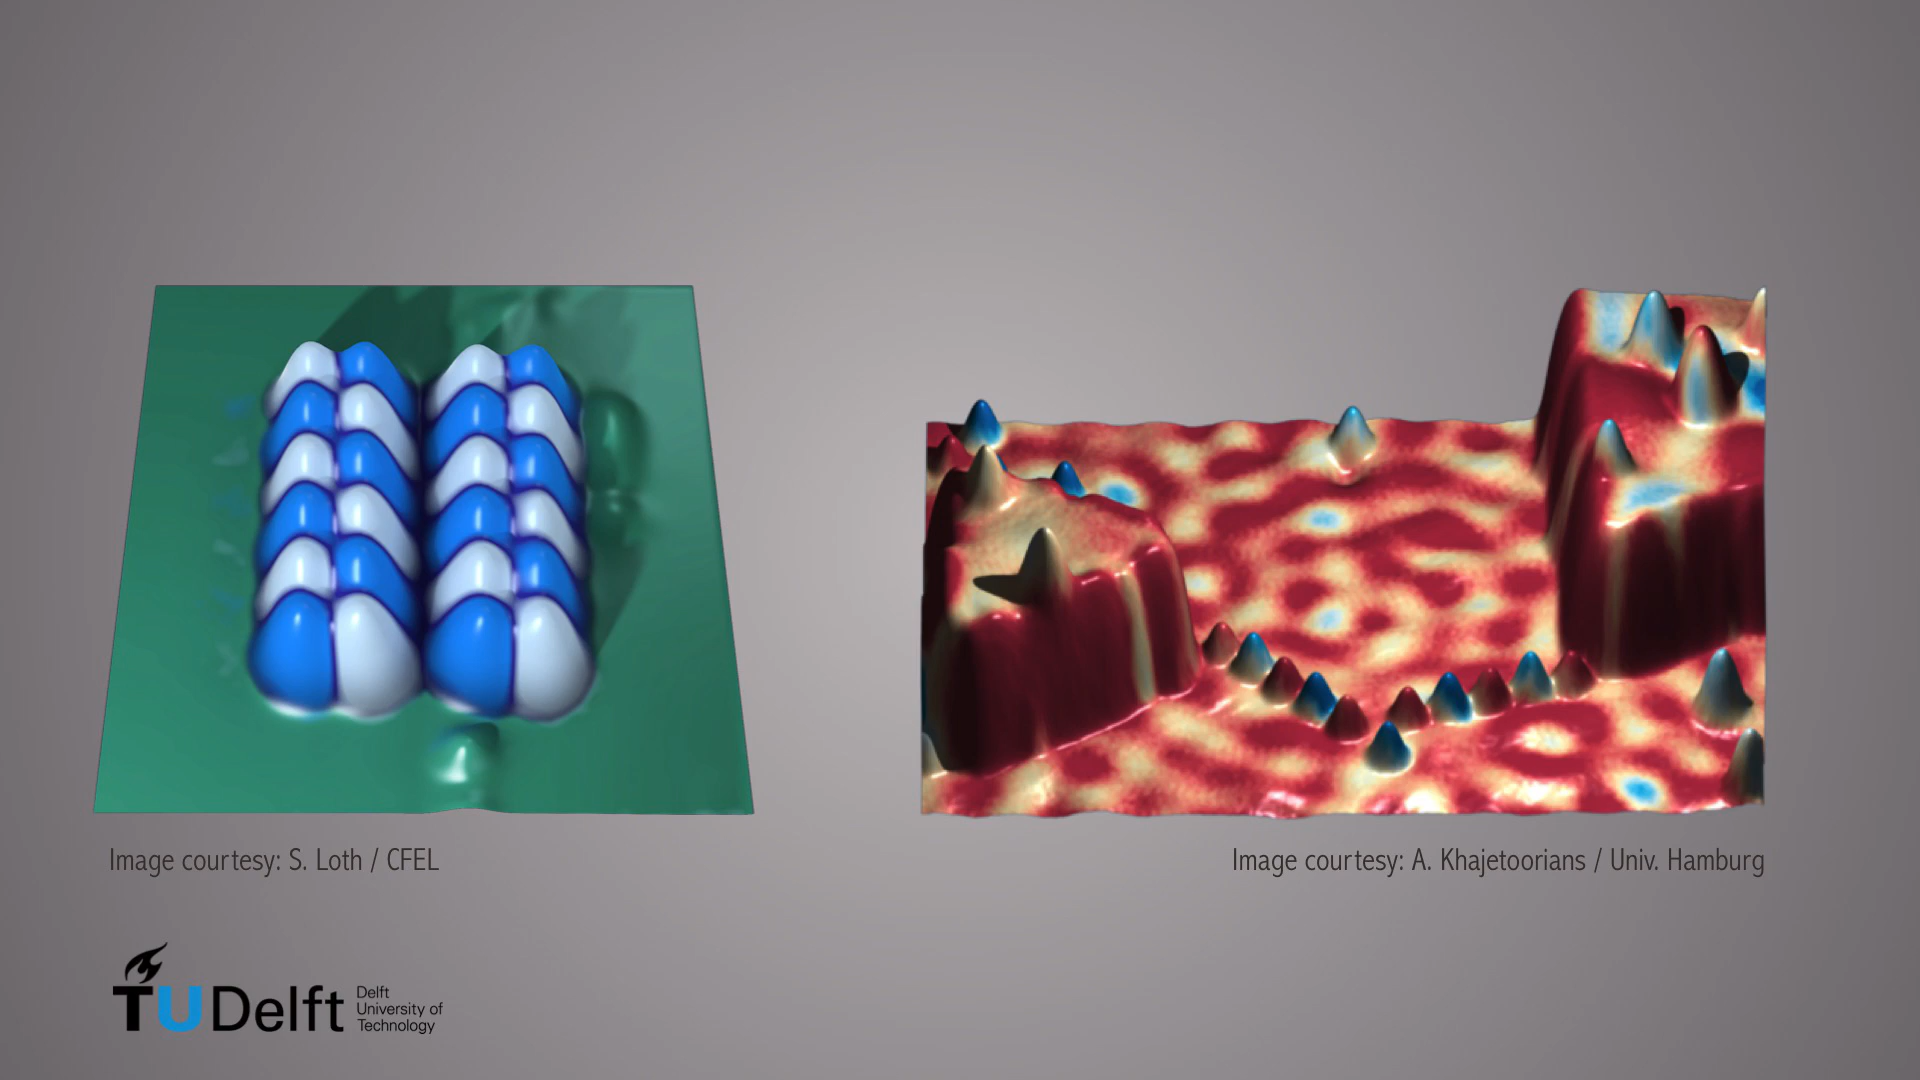 Image courtesy: S. Loth / CFEL
Image courtesy: A. Khajetoorians / Univ. Hamburg
TUDelft
Delft
University of
Technology